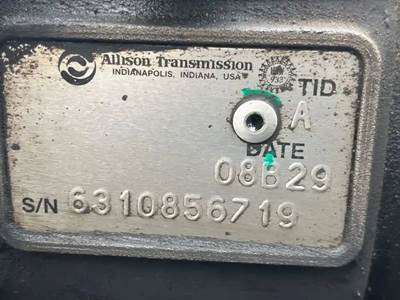 Allison Transmission
INDIANAPOLIS, INDIANA, USA
TID
A
DATE
08B29
S/N 6310856719